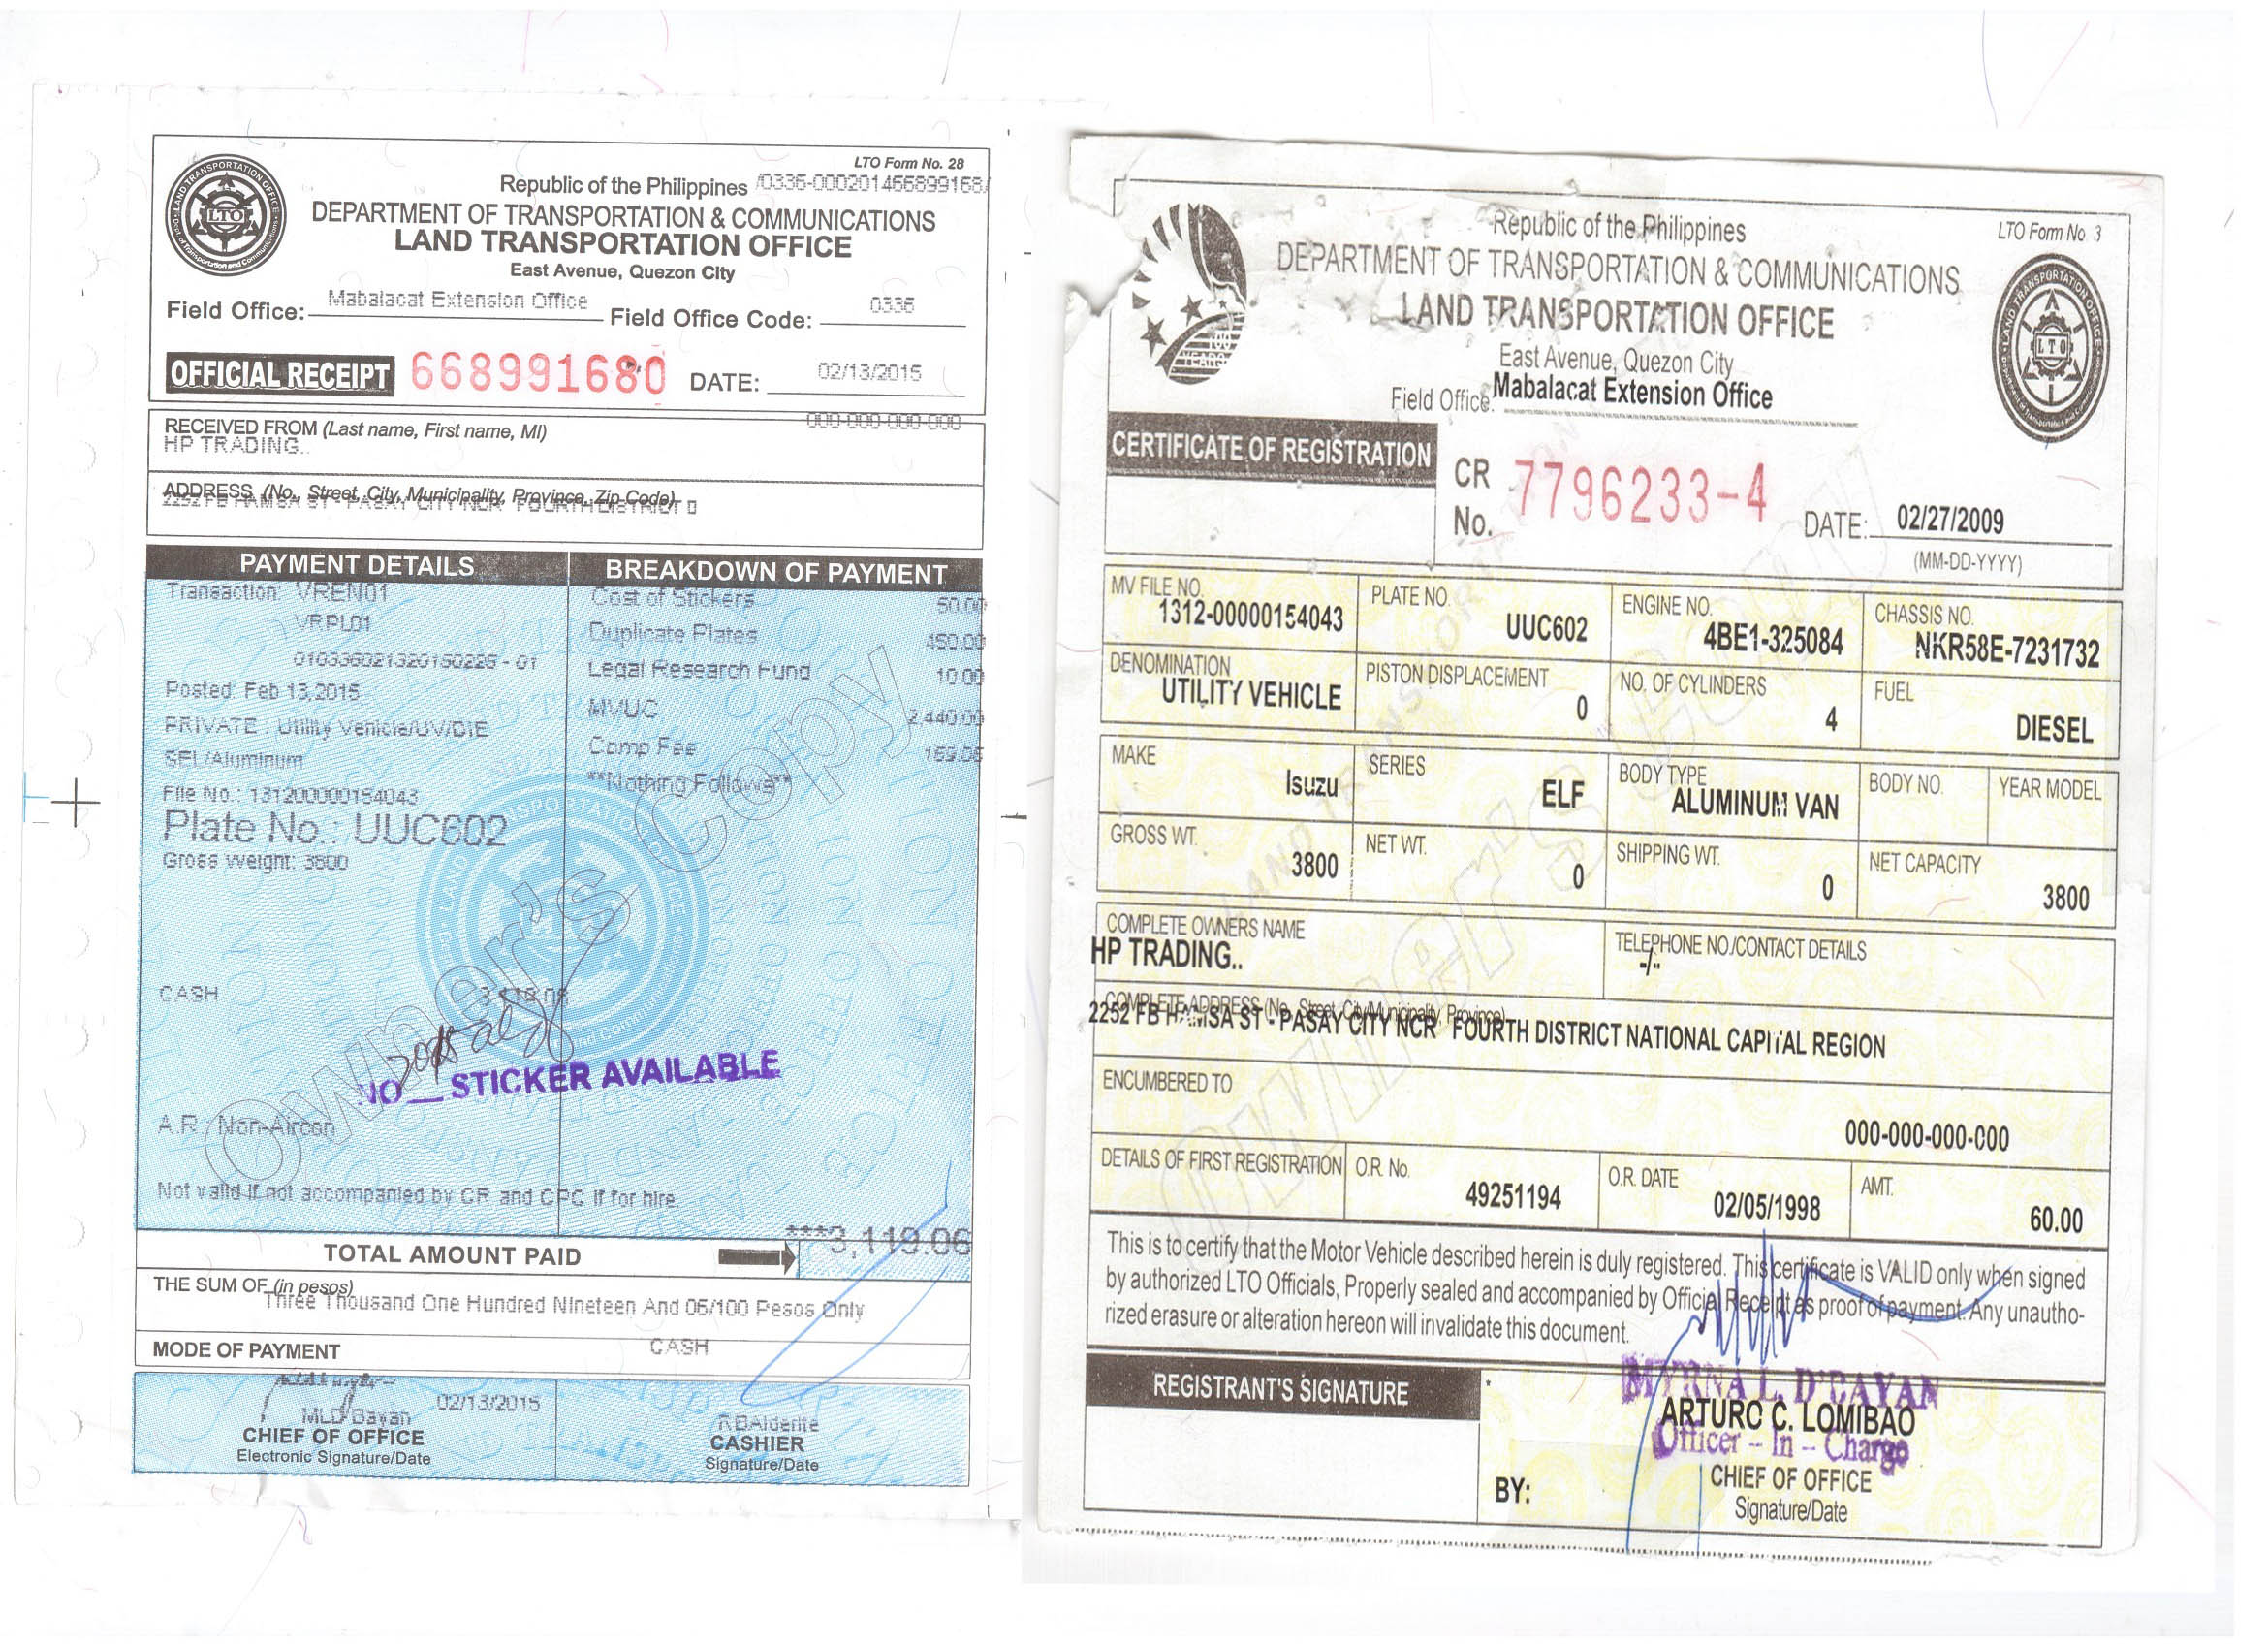 LTO Form No. 28
Republic of the Philippines /0336-000201466899168/
DEPARTMENT OF TRANSPORTATION & COMMUNICATIONS
LAND TRANSPORTATION OFFICE
East Avenue, Quezon City
Field Office: Mabalacat Extension Office Field Office Code: 0336
OFFICIAL RECEIPT 668991680 DATE: 02/13/2015
000-000-000-000
RECEIVED FROM (Last name, First name, MI)
HP TRADING..
ADDRESS (No., Street, City, Municipality, Province, Zip Code)
2252 FB HAMSA ST - PASAY CITY NCR FOURTH DISTRICT
PAYMENT DETAILS BREAKDOWN OF PAYMENT
Transaction: VREN01 Cost of Stickers 50.00
VRPL01 Duplicate Plates 450.00
010336021320150225 - 01 Legal Research Fund 10.00
Posted: Feb 13,2015 MVUC 2,440.00
PRIVATE : Utility Vehicle/UV/DIE Comp Fee 169.06
SEL/Aluminum **Nothing Follows**
File No.: 131200000154043
Plate No.: UUC602
Gross Weight: 3800
Owner's Copy
CASH 3,119.06
NO STICKER AVAILABLE
A.R.: Non-Aircon
Not valid if not accompanied by CR and CPC if for hire.
TOTAL AMOUNT PAID ***3,119.06
THE SUM OF (in pesos)
Three Thousand One Hundred Nineteen And 06/100 Pesos Only
MODE OF PAYMENT CASH
MLD Dayan 02/13/2015 RBAlderite
CHIEF OF OFFICE CASHIER
Electronic Signature/Date Signature/Date
LTO Form No 3
Republic of the Philippines
DEPARTMENT OF TRANSPORTATION & COMMUNICATIONS
LAND TRANSPORTATION OFFICE
East Avenue, Quezon City
Field Office. Mabalacat Extension Office
CERTIFICATE OF REGISTRATION CR No. 7796233-4 DATE: 02/27/2009
(MM-DD-YYYY)
MV FILE NO. PLATE NO. ENGINE NO. CHASSIS NO.
1312-00000154043 UUC602 4BE1-325084 NKR58E-7231732
DENOMINATION PISTON DISPLACEMENT NO. OF CYLINDERS FUEL
UTILITY VEHICLE 0 4 DIESEL
MAKE SERIES BODY TYPE BODY NO. YEAR MODEL
Isuzu ELF ALUMINUM VAN
GROSS WT. NET WT. SHIPPING WT. NET CAPACITY
3800 0 0 3800
COMPLETE OWNERS NAME TELEPHONE NO./CONTACT DETAILS
HP TRADING.. -/--
COMPLETE ADDRESS (No., Street, City/Municipality, Province)
2252 FB HAMSA ST - PASAY CITY NCR FOURTH DISTRICT NATIONAL CAPITAL REGION
ENCUMBERED TO
000-000-000-000
Owner's Copy
DETAILS OF FIRST REGISTRATION O.R. No. O.R. DATE AMT.
49251194 02/05/1998 60.00
This is to certify that the Motor Vehicle described herein is duly registered. This certificate is VALID only when signed
by authorized LTO Officials, Properly sealed and accompanied by Official Receipt as proof of payment. Any unautho-
rized erasure or alteration hereon will invalidate this document.
REGISTRANT'S SIGNATURE
MYRNA L. D'DAYAN
ARTURO C. LOMIBAO
Officer - In - Charge
CHIEF OF OFFICE
BY:
Signature/Date